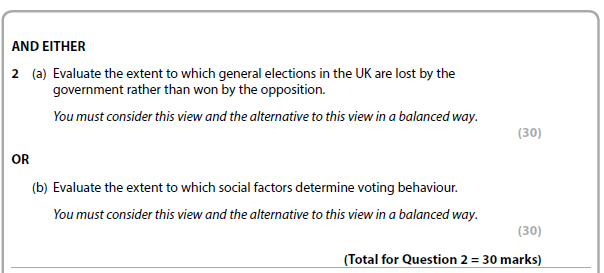 AND EITHER
2 (a) Evaluate the extent to which general elections in the UK are lost by the
government rather than won by the opposition.
You must consider this view and the alternative to this view in a balanced way.
(30)
OR
(b) Evaluate the extent to which social factors determine voting behaviour.
You must consider this view and the alternative to this view in a balanced way.
(30)
(Total for Question 2 = 30 marks)